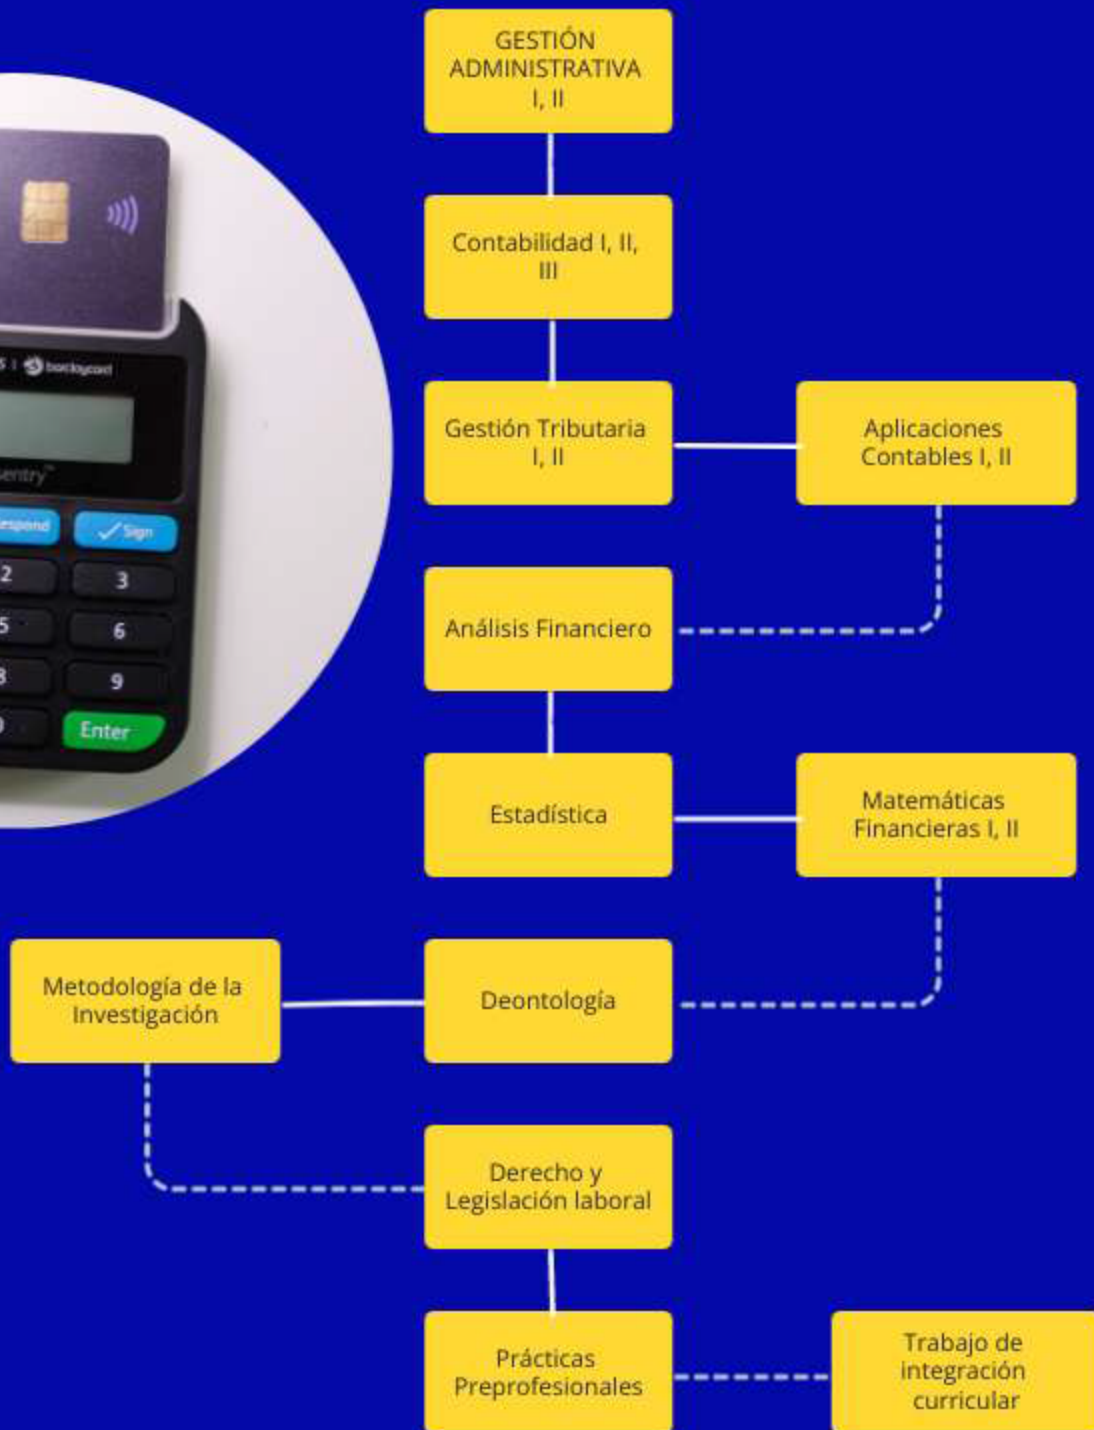 GESTIÓN
ADMINISTRATIVA
I, II
Contabilidad I, II,
III
barclaycard
Gestión Tributaria
I, II
Aplicaciones
Contables I, II
sentry™
Sign
2
3
6
9
Enter
Análisis Financiero
Estadística
Matemáticas
Financieras I, II
Metodología de la
Investigación
Deontología
Derecho y
Legislación laboral
Prácticas
Preprofesionales
Trabajo de
integración
curricular